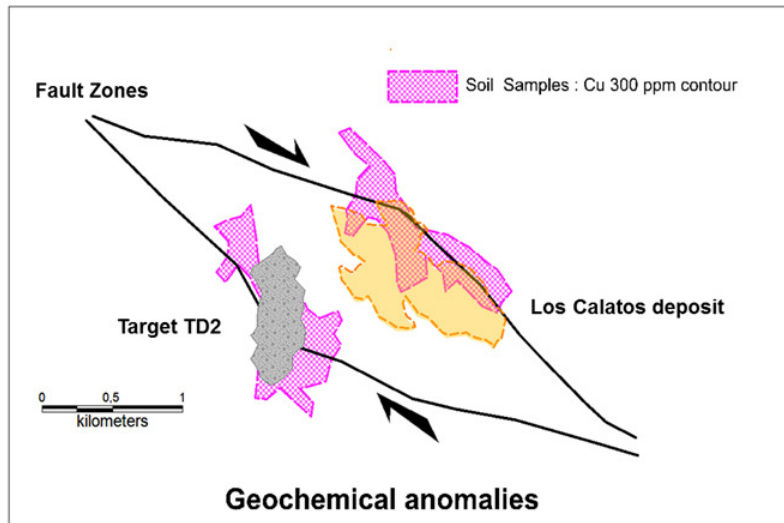 Fault Zones
Soil Samples : Cu 300 ppm contour
Los Calatos deposit
Target TD2
0 0,5 1
kilometers
Geochemical anomalies